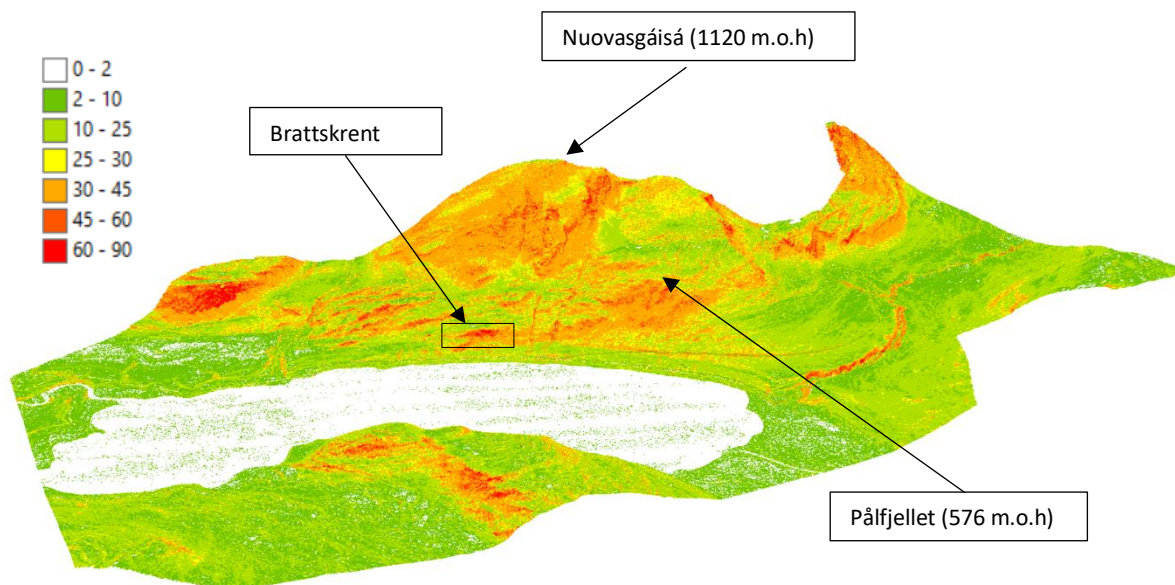 Nuovasgáisá (1120 m.o.h)
0 - 2
2 - 10
10 - 25
25 - 30
30 - 45
45 - 60
60 - 90
Brattskrent
Pålfjellet (576 m.o.h)